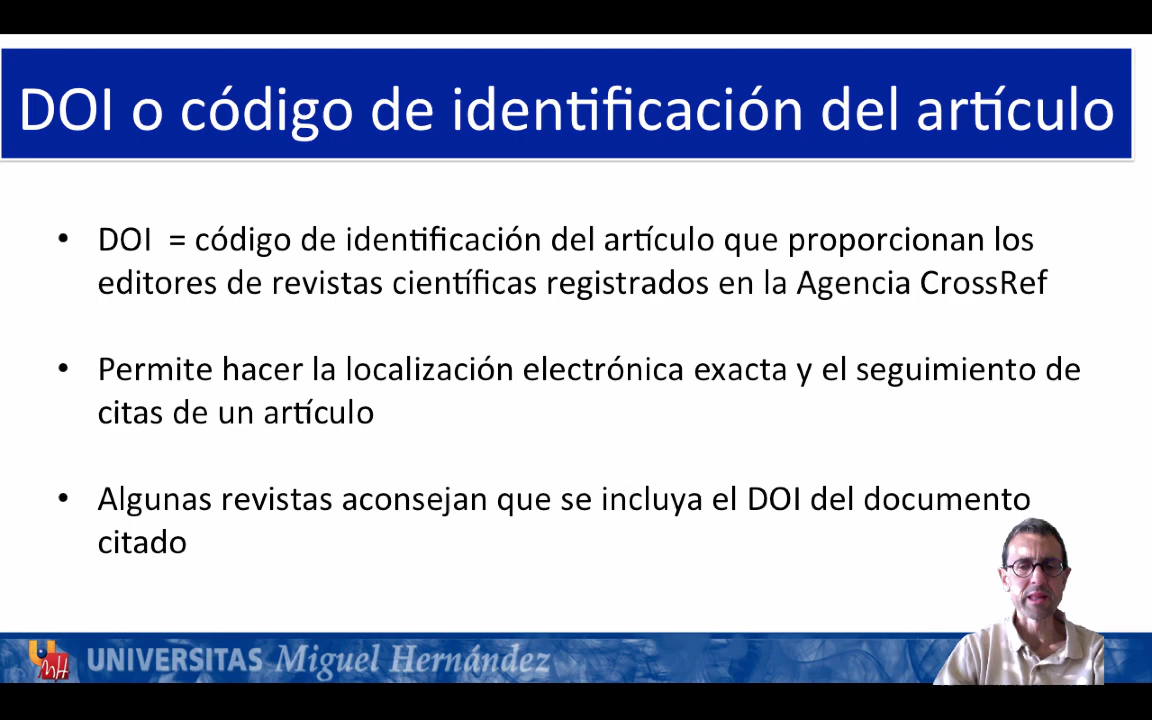 DOI o código de identificación del artículo
• DOI = código de identificación del artículo que proporcionan los
editores de revistas científicas registrados en la Agencia CrossRef
• Permite hacer la localización electrónica exacta y el seguimiento de
citas de un artículo
• Algunas revistas aconsejan que se incluya el DOI del documento
citado
UNIVERSITAS Miguel Hernández